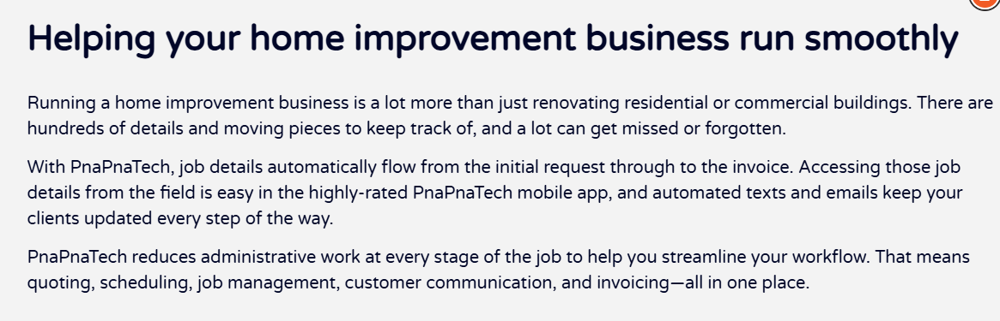 Helping your home improvement business run smoothly
Running a home improvement business is a lot more than just renovating residential or commercial buildings. There are
hundreds of details and moving pieces to keep track of, and a lot can get missed or forgotten.
With PnaPnaTech, job details automatically flow from the initial request through to the invoice. Accessing those job
details from the field is easy in the highly-rated PnaPnaTech mobile app, and automated texts and emails keep your
clients updated every step of the way.
PnaPnaTech reduces administrative work at every stage of the job to help you streamline your workflow. That means
quoting, scheduling, job management, customer communication, and invoicing—all in one place.